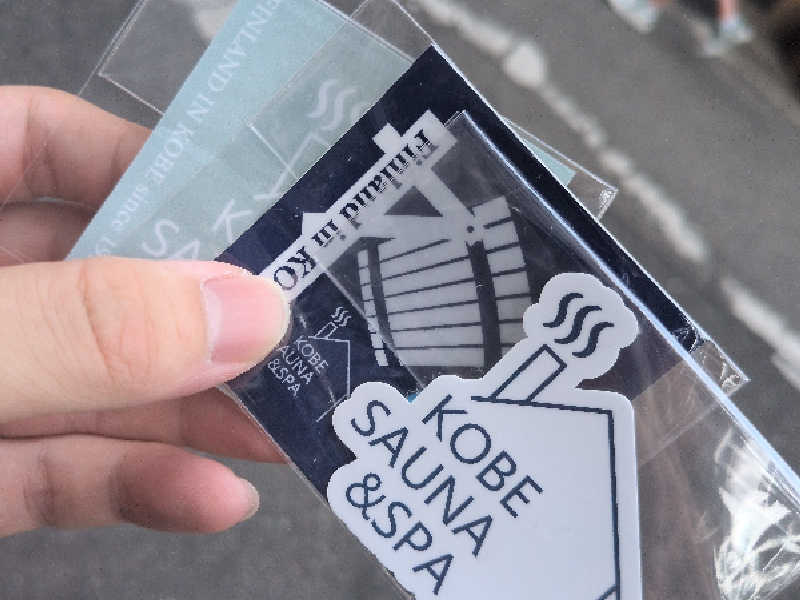 FINLAND IN KOBE since
Finland in KO
KOBE
SAUNA
&SPA
KOBE
SAUNA
&SPA